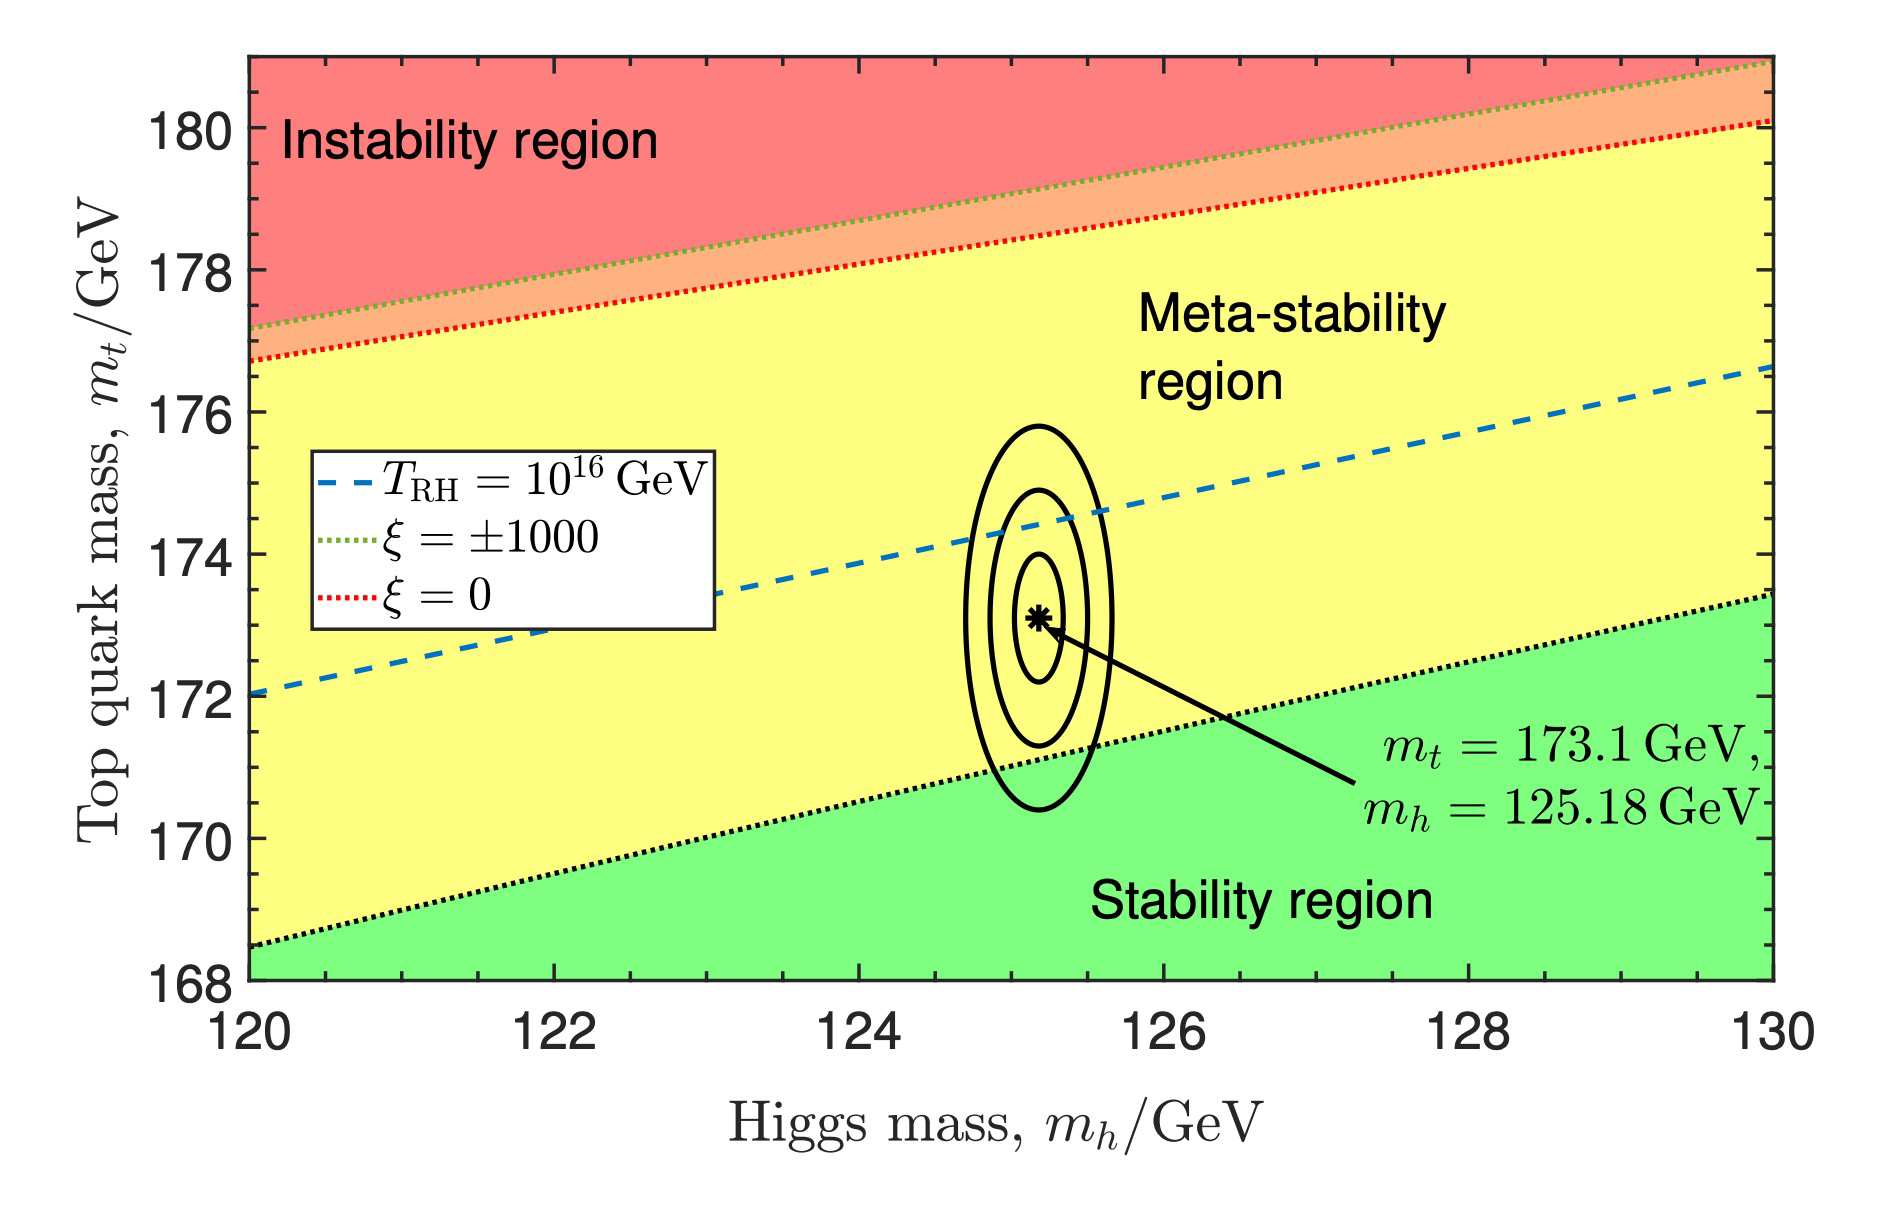 Instability region
Meta-stability
region
T_RH = 10^16 GeV
ξ = ±1000
ξ = 0
m_t = 173.1 GeV,
m_h = 125.18 GeV
Stability region
Top quark mass, m_t/GeV
180
178
176
174
172
170
168
120 122 124 126 128 130
Higgs mass, m_h/GeV